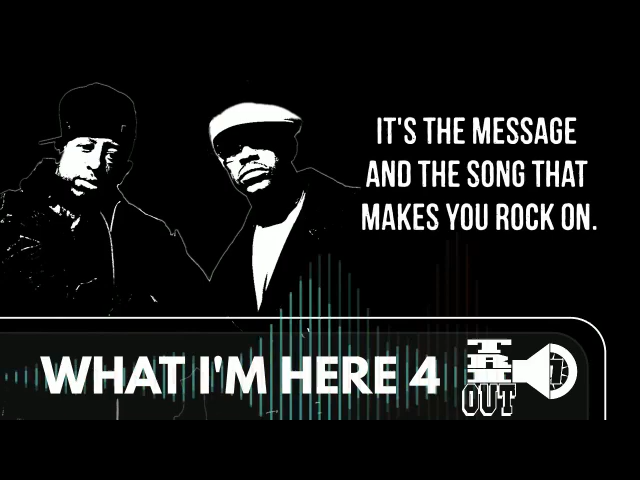 IT'S THE MESSAGE
AND THE SONG THAT
MAKES YOU ROCK ON.
WHAT I'M HERE 4
OUT